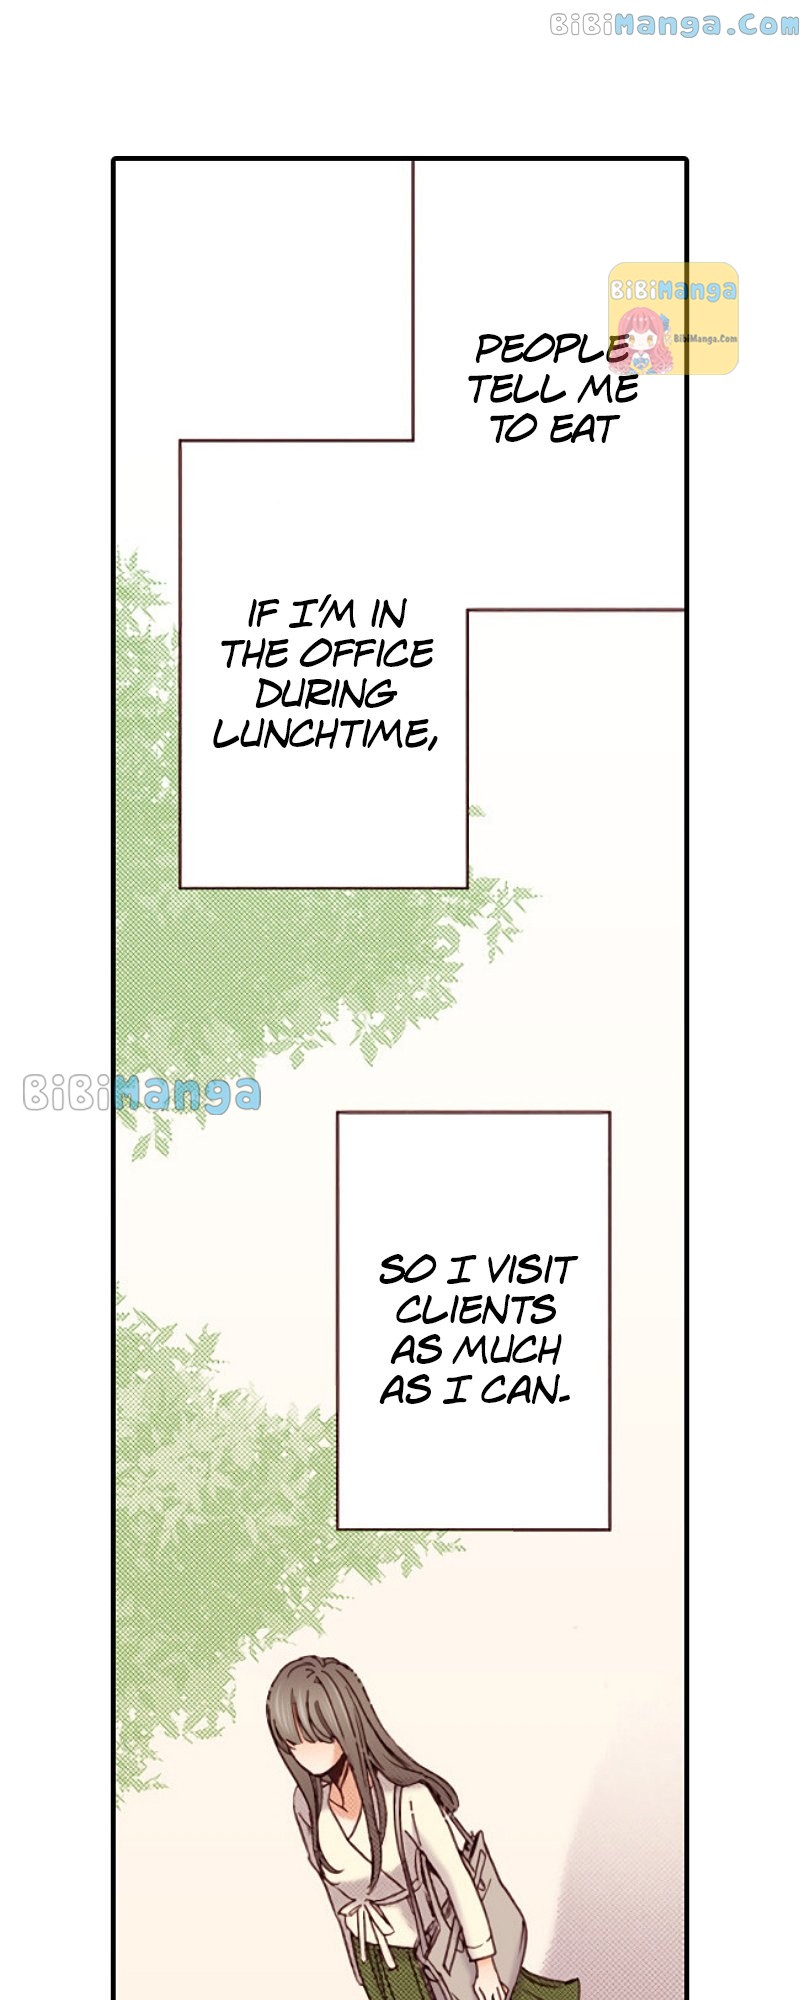 BiBiManga.Com
BiBiManga
BibiManga.Com
PEOPLE
TELL ME
TO EAT
IF I'M IN
THE OFFICE
DURING
LUNCHTIME,
BiBiManga
SO I VISIT
CLIENTS
AS MUCH
AS I CAN.